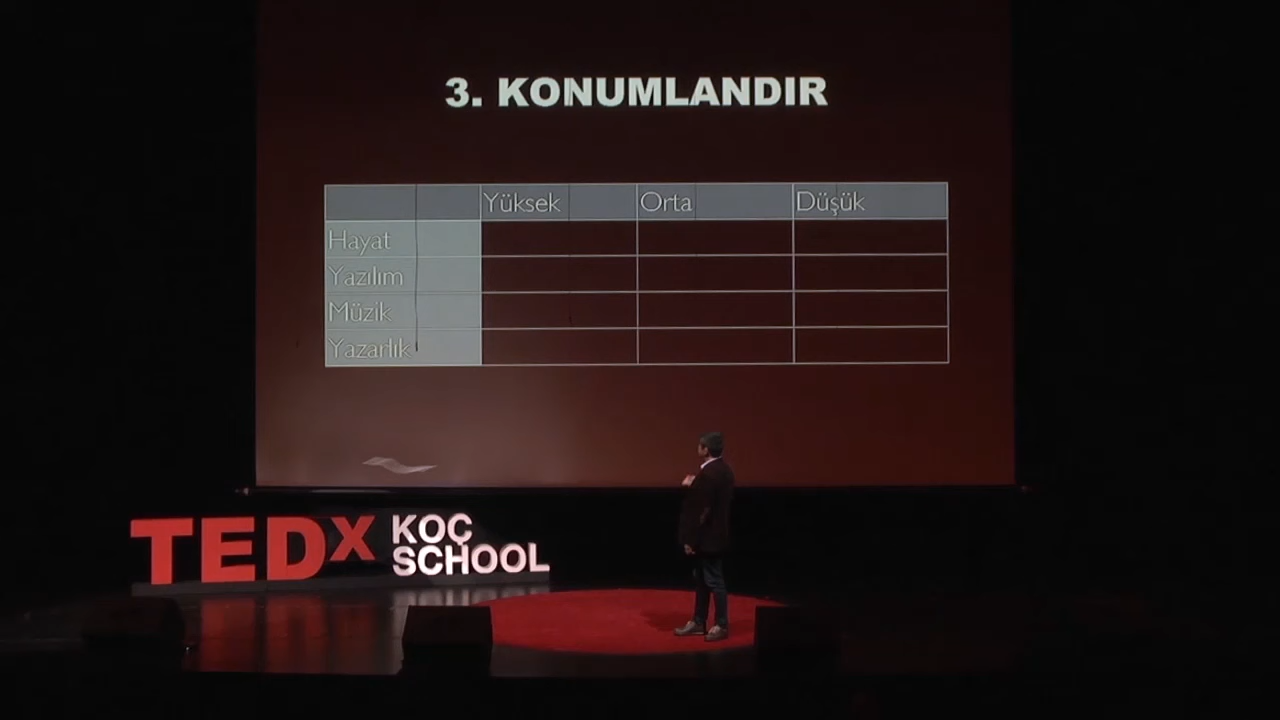 3. KONUMLANDIR
Yüksek Orta Düşük
Hayat
Yazılım
Müzik
Yazarlık
TEDx KOÇ
SCHOOL